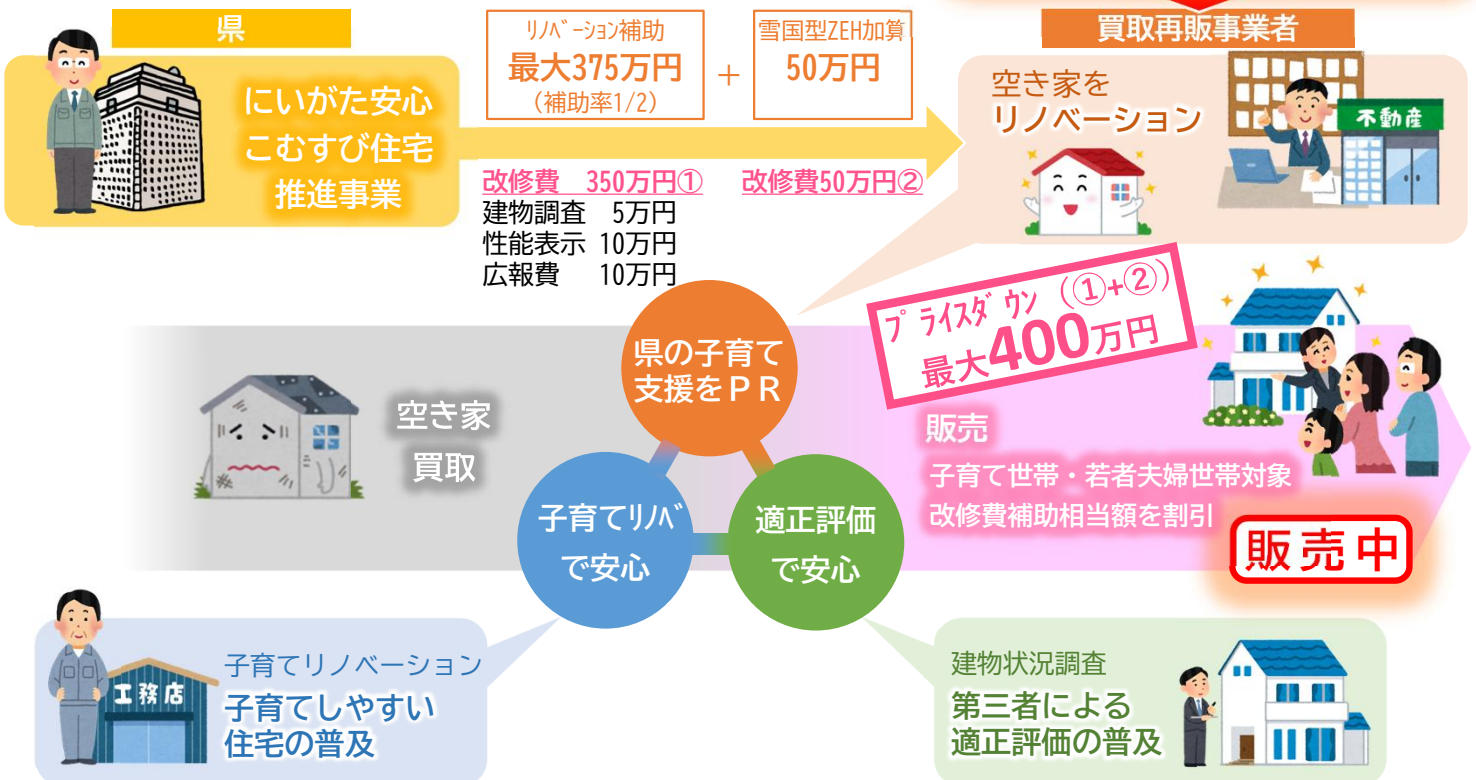 県
にいがた安心
こむすび住宅
推進事業
リノベーション補助
最大375万円
(補助率1/2)
+
雪国型ZEH加算
50万円
改修費 350万円①
建物調査 5万円
性能表示 10万円
広報費 10万円
改修費50万円②
買取再販事業者
空き家を
リノベーション
不動産
プライスダウン(①+②)
最大400万円
県の子育て
支援をPR
空き家
買取
子育てリノベ
で安心
適正評価
で安心
販売
子育て世帯・若者夫婦世帯対象
改修費補助相当額を割引
販売中
工務店
子育てリノベーション
子育てしやすい
住宅の普及
建物状況調査
第三者による
適正評価の普及